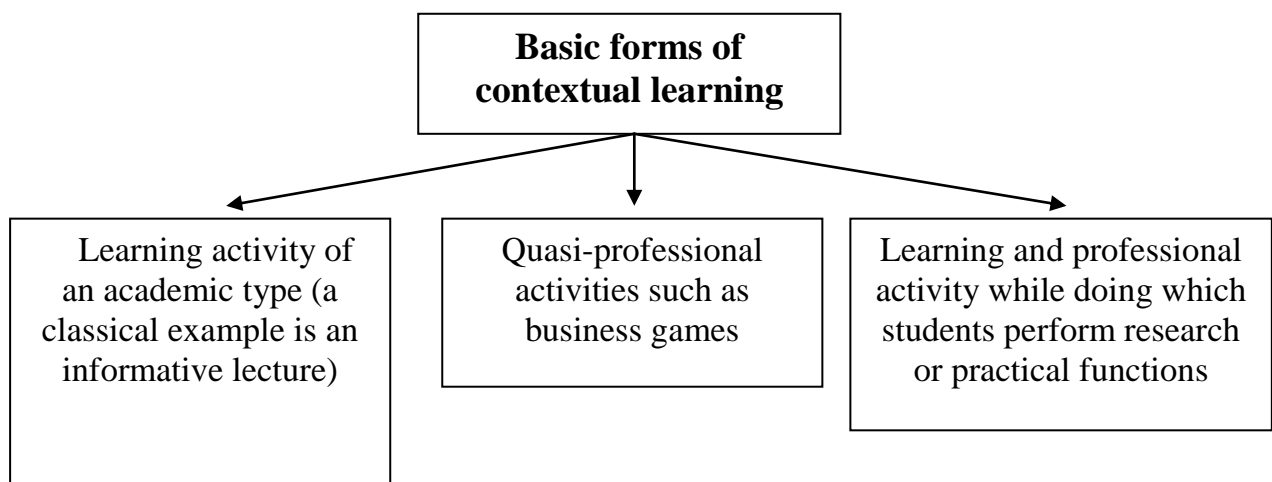 Basic forms of
contextual learning
Learning activity of
an academic type (a
classical example is an
informative lecture)
Quasi-professional
activities such as
business games
Learning and professional
activity while doing which
students perform research
or practical functions